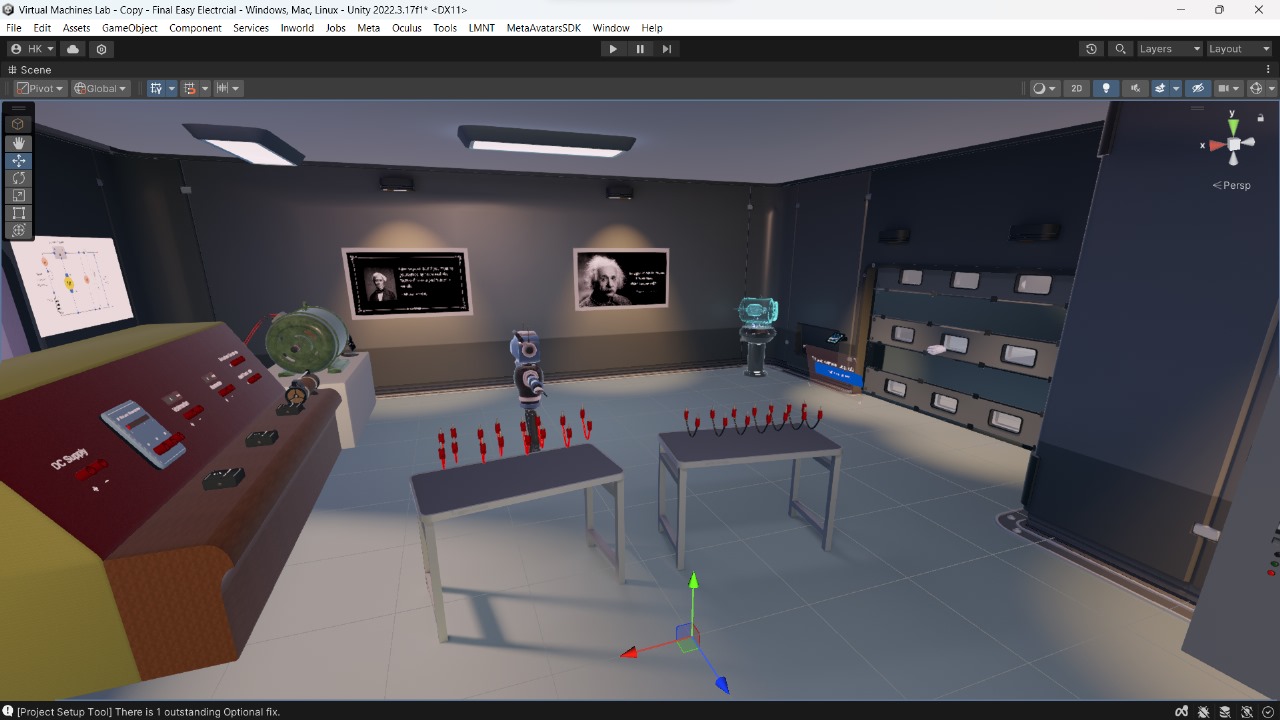 Virtual Machines Lab - Copy - Final Easy Electrcial - Windows, Mac, Linux - Unity 2022.3.17f1* <DX11>
File Edit Assets GameObject Component Services Inworld Jobs Meta Oculus Tools LMNT MetaAvatarsSDK Window Help
HK Layers Layout
Scene
Pivot Global 2D
y
x
Persp
DC Supply
[Project Setup Tool] There is 1 outstanding Optional fix.